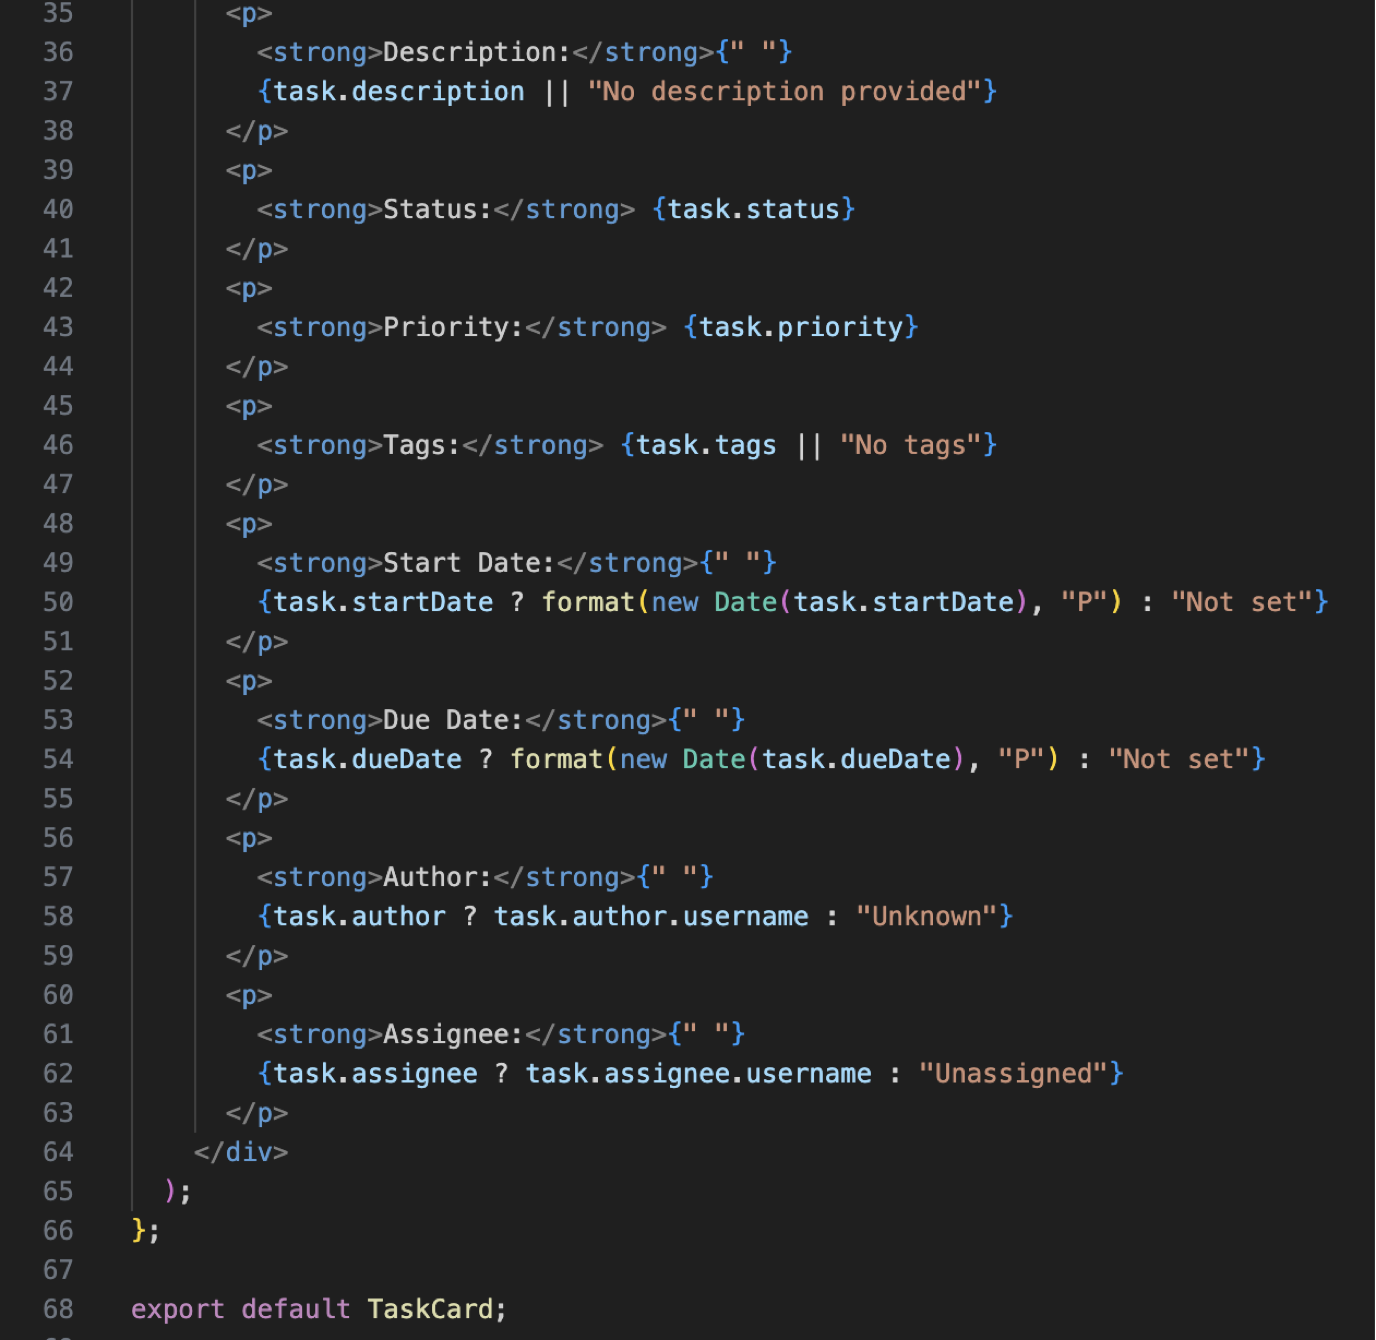 35 <p>
36 <strong>Description:</strong>{" "}
37 {task.description || "No description provided"}
38 </p>
39 <p>
40 <strong>Status:</strong> {task.status}
41 </p>
42 <p>
43 <strong>Priority:</strong> {task.priority}
44 </p>
45 <p>
46 <strong>Tags:</strong> {task.tags || "No tags"}
47 </p>
48 <p>
49 <strong>Start Date:</strong>{" "}
50 {task.startDate ? format(new Date(task.startDate), "P") : "Not set"}
51 </p>
52 <p>
53 <strong>Due Date:</strong>{" "}
54 {task.dueDate ? format(new Date(task.dueDate), "P") : "Not set"}
55 </p>
56 <p>
57 <strong>Author:</strong>{" "}
58 {task.author ? task.author.username : "Unknown"}
59 </p>
60 <p>
61 <strong>Assignee:</strong>{" "}
62 {task.assignee ? task.assignee.username : "Unassigned"}
63 </p>
64 </div>
65 );
66 };
67
68 export default TaskCard;